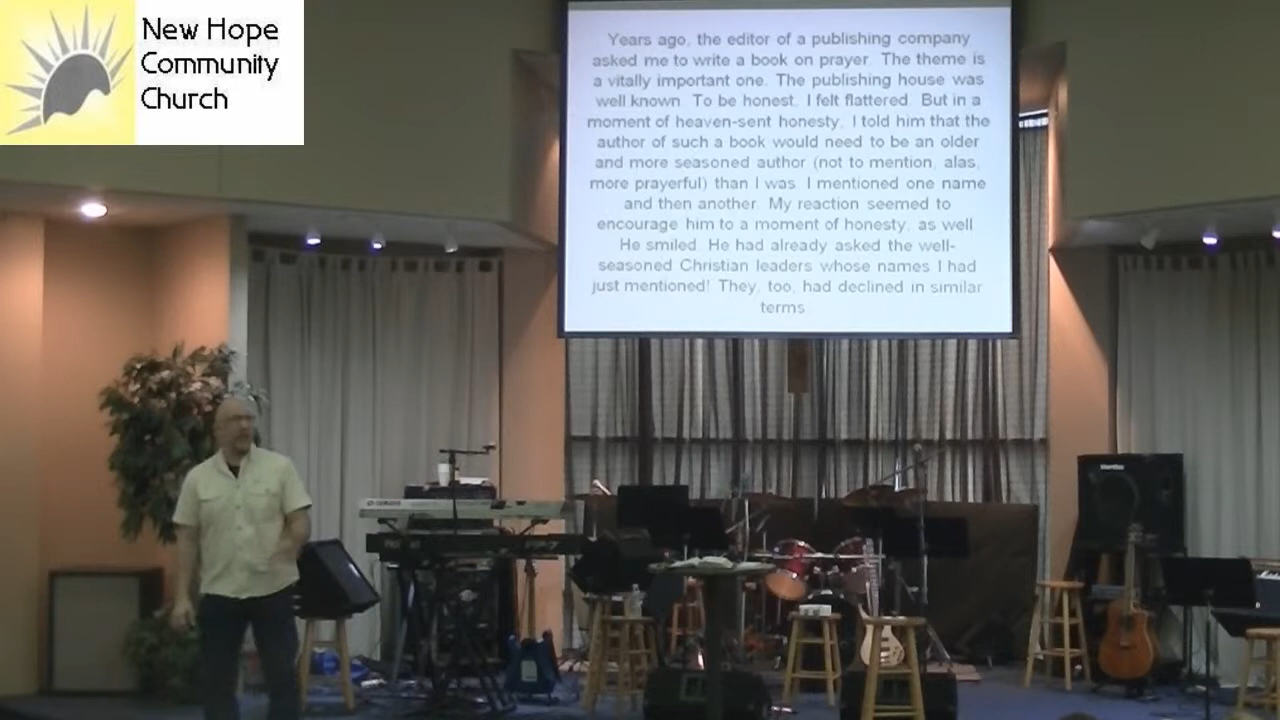 New Hope
Community
Church
Years ago, the editor of a publishing company
asked me to write a book on prayer. The theme is
a vitally important one. The publishing house was
well known. To be honest, I felt flattered. But in a
moment of heaven-sent honesty, I told him that the
author of such a book would need to be an older
and more seasoned author (not to mention, alas,
more prayerful) than I was. I mentioned one name
and then another. My reaction seemed to
encourage him to a moment of honesty, as well.
He smiled. He had already asked the well-
seasoned Christian leaders whose names I had
just mentioned! They, too, had declined in similar
terms.